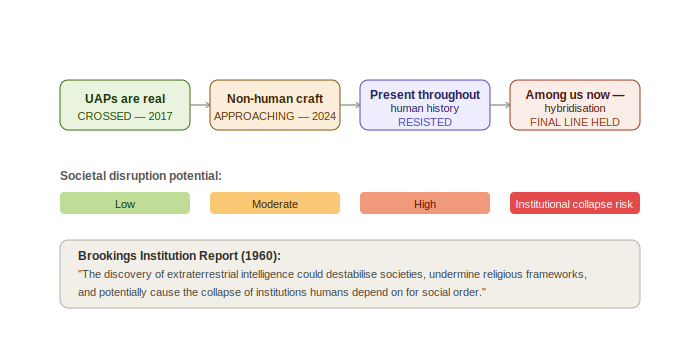 UAPs are real
CROSSED — 2017
Non-human craft
APPROACHING — 2024
Present throughout
human history
RESISTED
Among us now —
hybridisation
FINAL LINE HELD
Societal disruption potential:
Low
Moderate
High
Institutional collapse risk
Brookings Institution Report (1960):
"The discovery of extraterrestrial intelligence could destabilise societies, undermine religious frameworks,
and potentially cause the collapse of institutions humans depend on for social order."